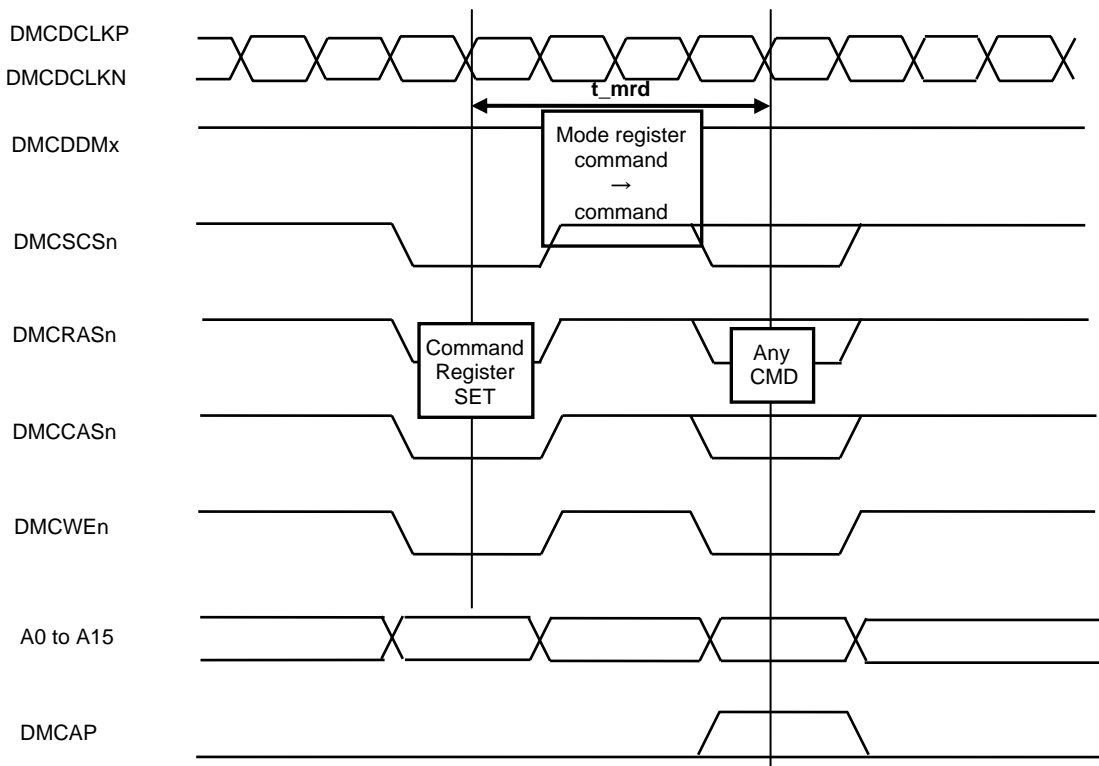 DMCDCLKP
DMCDCLKN
t_mrd
DMCDDMx
Mode register
command
→
command
DMCSCSn
DMCRASn
Command
Register
SET
Any
CMD
DMCCASn
DMCWEn
A0 to A15
DMCAP